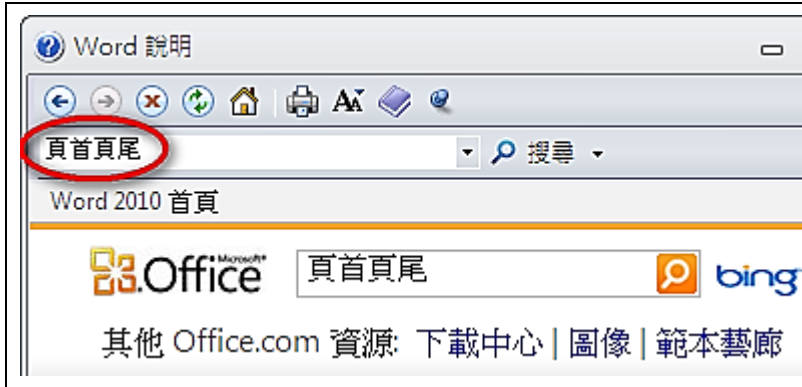 Word 說明
頁首頁尾 搜尋
Word 2010 首頁
Microsoft® Office 頁首頁尾 bing
其他 Office.com 資源: 下載中心 | 圖像 | 範本藝廊